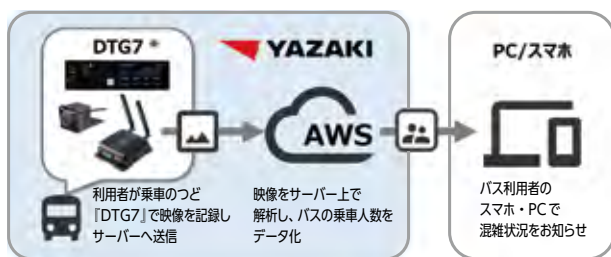 DTG7 *
YAZAKI
PC/スマホ
AWS
利用者が乗車のつど
『DTG7』で映像を記録し
サーバーへ送信
映像をサーバー上で
解析し、バスの乗車人数を
データ化
バス利用者の
スマホ・PCで
混雑状況をお知らせ